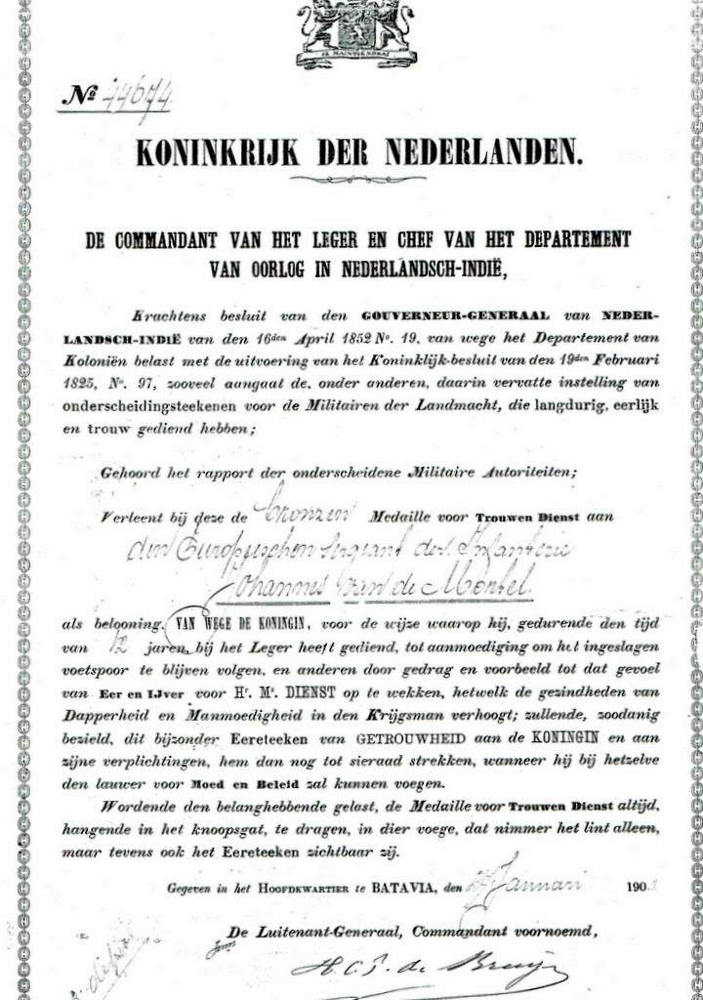 JE MAINTIENDRAI
No 44674
KONINKRIJK DER NEDERLANDEN.
DE COMMANDANT VAN HET LEGER EN CHEF VAN HET DEPARTEMENT
VAN OORLOG IN NEDERLANDSCH-INDIË,
Krachtens besluit van den GOUVERNEUR-GENERAAL van NEDER-
LANDSCH-INDIË van den 16den April 1852 No. 19, van wege het Departement van
Koloniën belast met de uitvoering van het Koninklijk-besluit van den 19den Februari
1825, No. 97, zooveel aangaat de, onder anderen, daarin vervatte instelling van
onderscheidingsteekenen voor de Militairen der Landmacht, die langdurig, eerlijk
en trouw gediend hebben;
Gehoord het rapport der onderscheidene Militaire Autoriteiten;
Verleent bij deze de bronzen Medaille voor Trouwen Dienst aan
den Europeeschen Sergeant der Infanterie
Johannes van de Montel.
als belooning, VAN WEGE DE KONINGIN, voor de wijze waarop hij, gedurende den tijd
van 12 jaren, bij het Leger heeft gediend, tot aanmoediging om het ingeslagen
voetspoor te blijven volgen, en anderen door gedrag en voorbeeld tot dat gevoel
van Eer en IJver voor Hr. Ms. DIENST op te wekken, hetwelk de gezindheden van
Dapperheid en Manmoedigheid in den Krijgsman verhoogt; zullende, zoodanig
bezield, dit bijzonder Eereteeken van GETROUWHEID aan de KONINGIN en aan
zijne verplichtingen, hem dan nog tot sieraad strekken, wanneer hij bij hetzelve
den lauwer voor Moed en Beleid zal kunnen voegen.
Wordende den belanghebbende gelast, de Medaille voor Trouwen Dienst altijd,
hangende in het knoopsgat, te dragen, in dier voege, dat nimmer het lint alleen,
maar tevens ook het Eereteeken zichtbaar zij.
Gegeven in het HOOFDKWARTIER te BATAVIA, den Januari 190
De Luitenant-Generaal, Commandant voornoemd,
H.C.P. de Bruijn